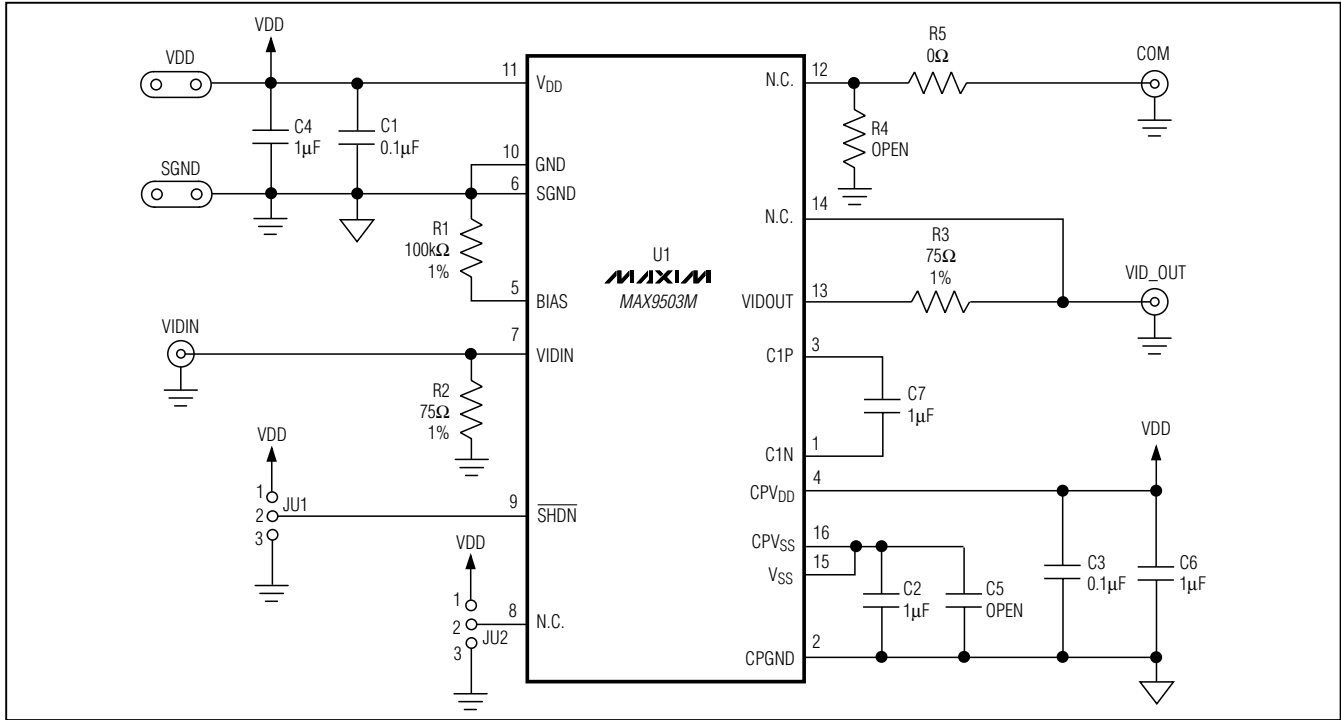 VDD
VDD
SGND
C4
1µF
C1
0.1µF
R1
100kΩ
1%
VIDIN
R2
75Ω
1%
VDD
1
2
3
JU1
VDD
1
2
3
JU2
11
VDD
10
GND
6
SGND
5
BIAS
7
VIDIN
9
SHDN
8
N.C.
U1
MAXIM
MAX9503M
N.C.
12
R5
0Ω
COM
R4
OPEN
N.C.
14
R3
75Ω
1%
VIDOUT
13
VID_OUT
C1P
3
C7
1µF
C1N
1
CPVDD
4
VDD
CPVSS
16
VSS
15
C2
1µF
C5
OPEN
C3
0.1µF
C6
1µF
CPGND
2